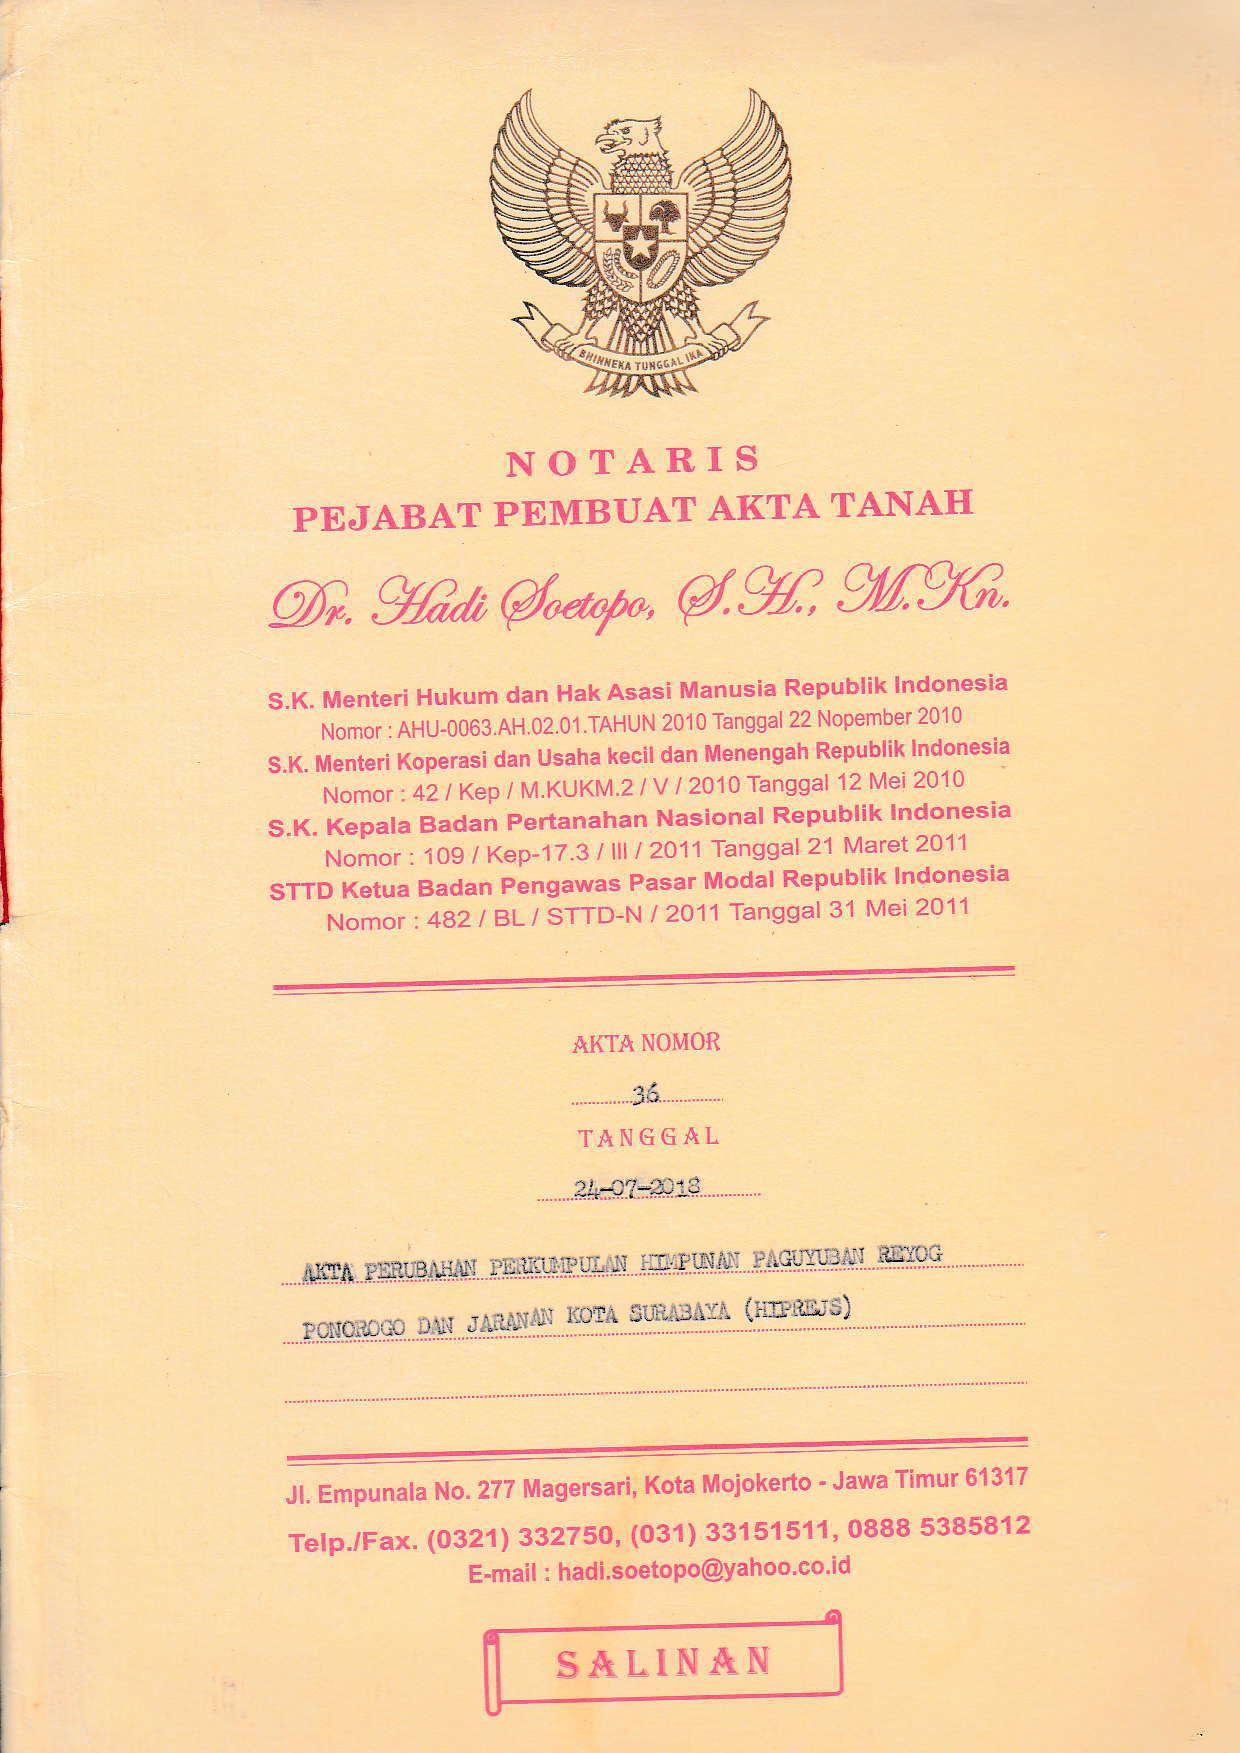 BHINNEKA TUNGGAL IKA
NOTARIS
PEJABAT PEMBUAT AKTA TANAH
Dr. Hadi Soetopo, S.H., M.Kn.
S.K. Menteri Hukum dan Hak Asasi Manusia Republik Indonesia
Nomor : AHU-0063.AH.02.01.TAHUN 2010 Tanggal 22 Nopember 2010
S.K. Menteri Koperasi dan Usaha kecil dan Menengah Republik Indonesia
Nomor : 42 / Kep / M.KUKM.2 / V / 2010 Tanggal 12 Mei 2010
S.K. Kepala Badan Pertanahan Nasional Republik Indonesia
Nomor : 109 / Kep-17.3 / III / 2011 Tanggal 21 Maret 2011
STTD Ketua Badan Pengawas Pasar Modal Republik Indonesia
Nomor : 482 / BL / STTD-N / 2011 Tanggal 31 Mei 2011
AKTA NOMOR
36
TANGGAL
24-07-2018
AKTA PERUBAHAN PERKUMPULAN HIMPUNAN PAGUYUBAN REYOG
PONOROGO DAN JARANAN KOTA SURABAYA (HIPREJS)
Jl. Empunala No. 277 Magersari, Kota Mojokerto - Jawa Timur 61317
Telp./Fax. (0321) 332750, (031) 33151511, 0888 5385812
E-mail : hadi.soetopo@yahoo.co.id
SALINAN